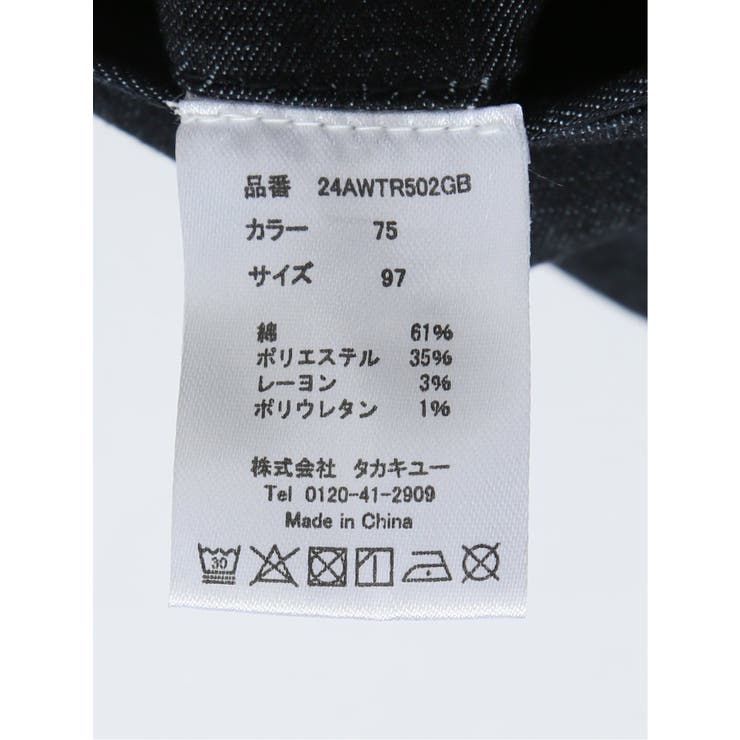 品番 24AWTR502GB
カラー 75
サイズ 97
綿 61%
ポリエステル 35%
レーヨン 3%
ポリウレタン 1%
株式会社 タカキユー
Tel 0120-41-2909
Made in China
30